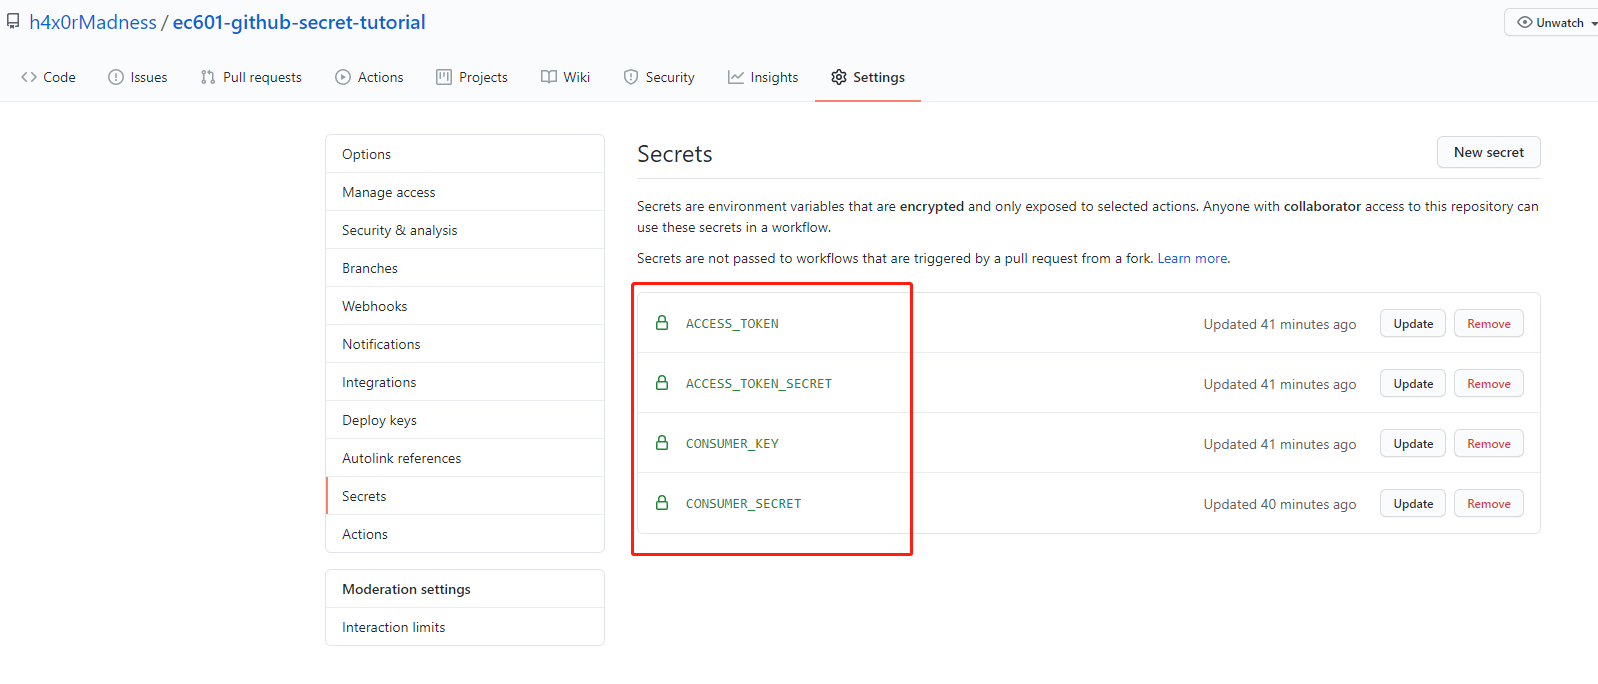 h4x0rMadness / ec601-github-secret-tutorial
Unwatch
Code Issues Pull requests Actions Projects Wiki Security Insights Settings
Options
Manage access
Security & analysis
Branches
Webhooks
Notifications
Integrations
Deploy keys
Autolink references
Secrets
Actions
Moderation settings
Interaction limits
Secrets
New secret
Secrets are environment variables that are encrypted and only exposed to selected actions. Anyone with collaborator access to this repository can
use these secrets in a workflow.
Secrets are not passed to workflows that are triggered by a pull request from a fork. Learn more.
ACCESS_TOKEN Updated 41 minutes ago Update Remove
ACCESS_TOKEN_SECRET Updated 41 minutes ago Update Remove
CONSUMER_KEY Updated 41 minutes ago Update Remove
CONSUMER_SECRET Updated 40 minutes ago Update Remove